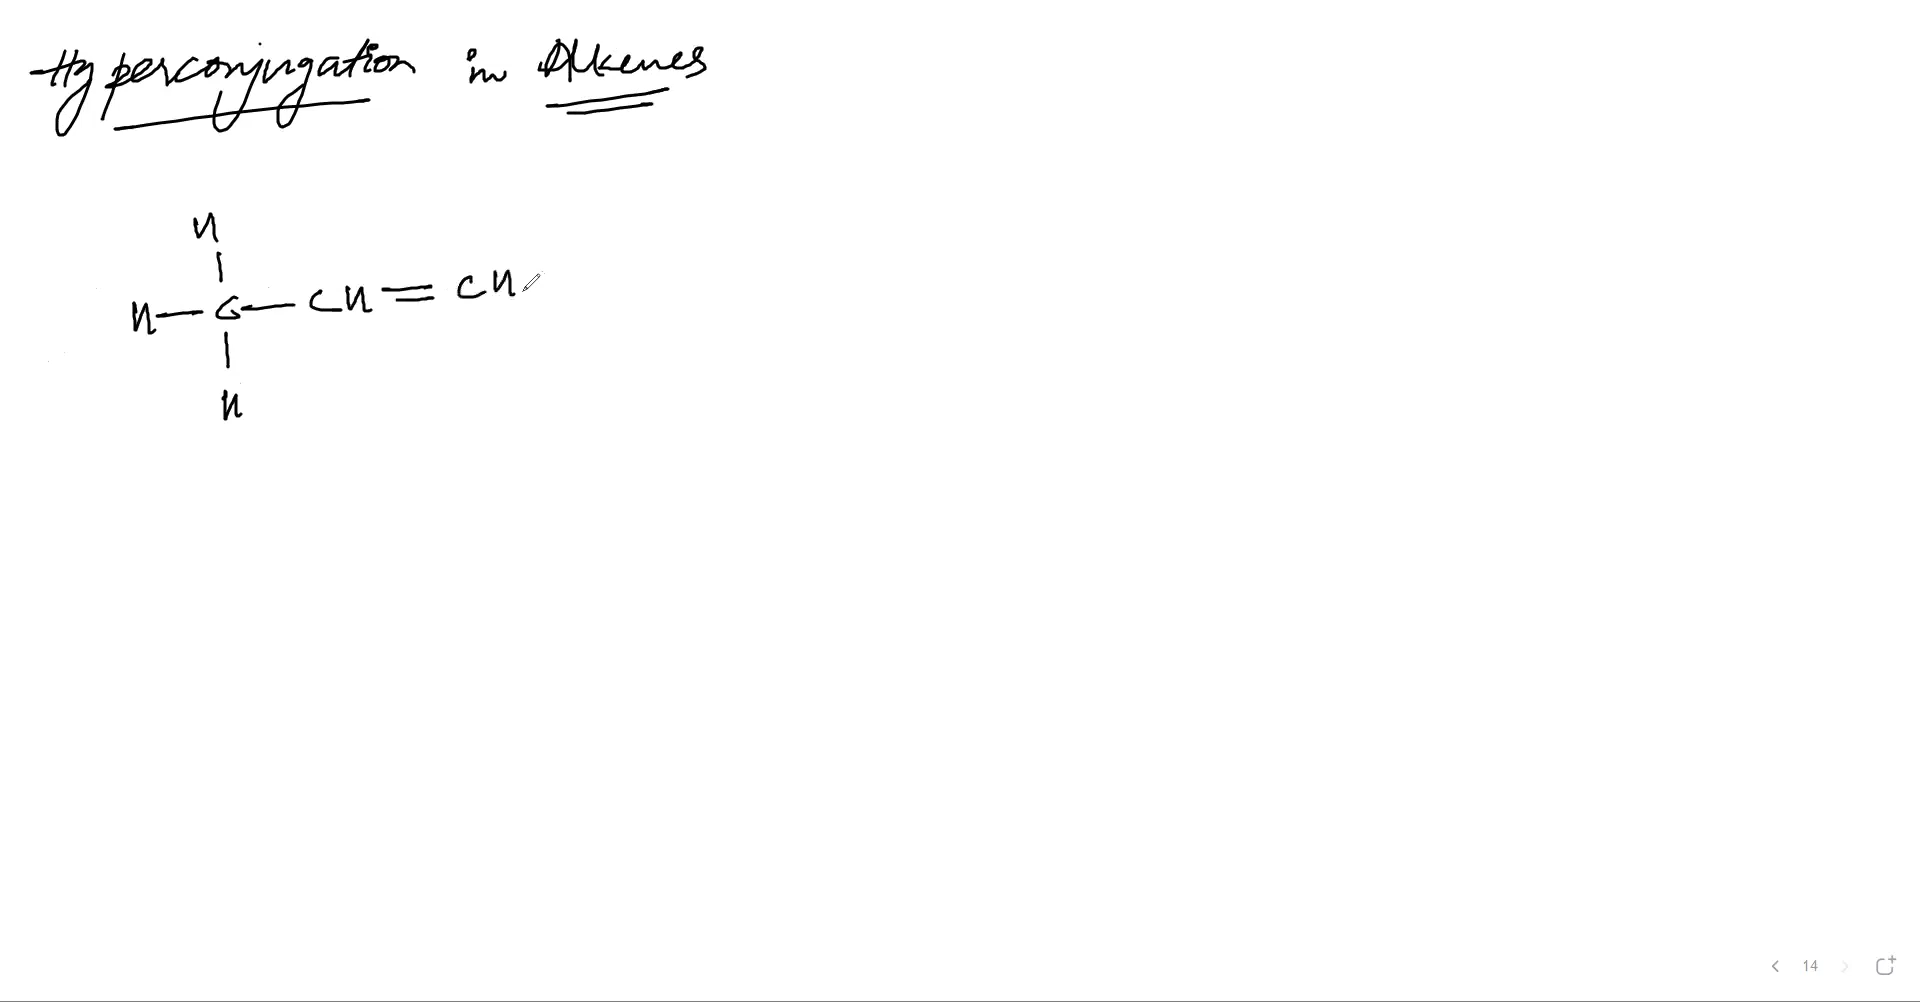 Hyperconjugation in Alkenes
H
H — C — CH = CH
H
14